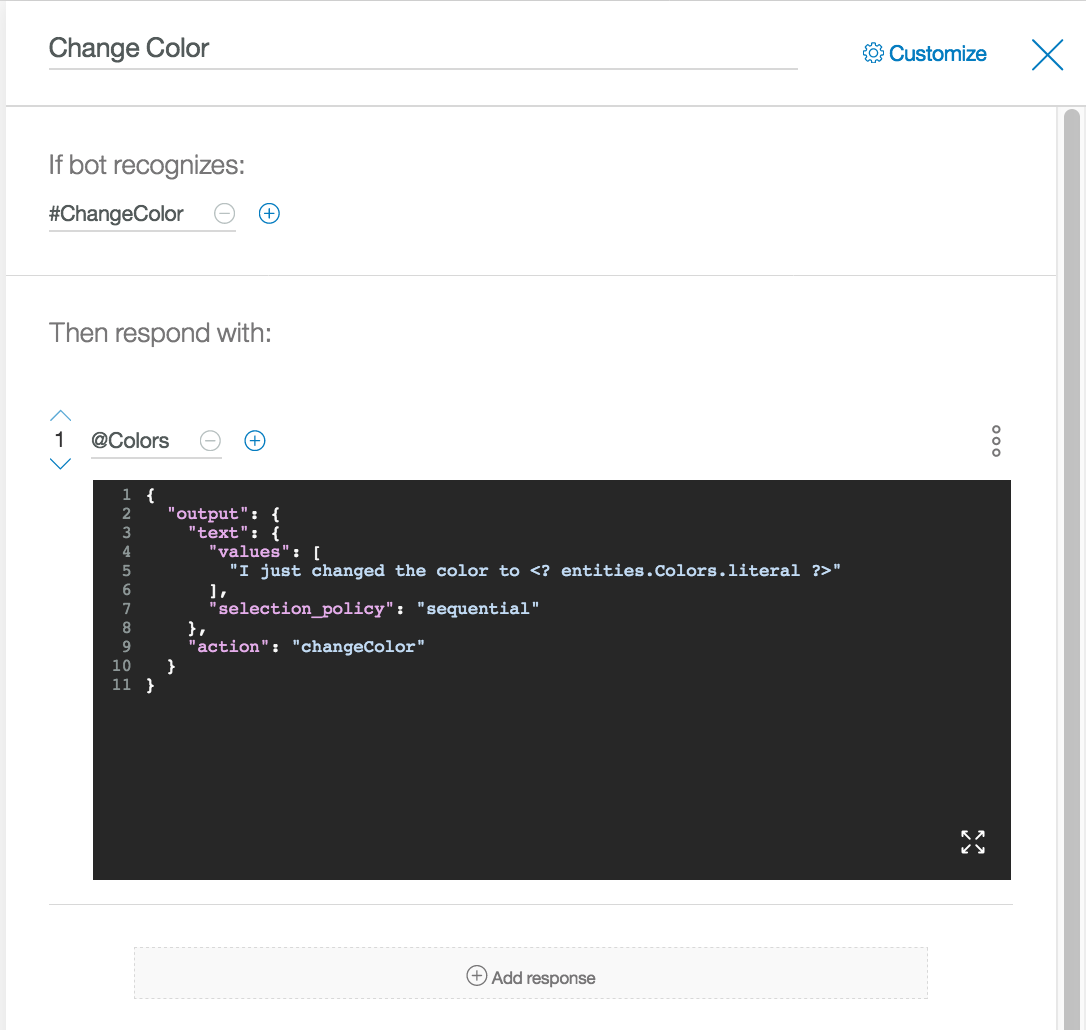 Change Color
Customize
If bot recognizes:
#ChangeColor
Then respond with:
1 @Colors
1 {
2 "output": {
3 "text": {
4 "values": [
5 "I just changed the color to <? entities.Colors.literal ?>"
6 ],
7 "selection_policy": "sequential"
8 },
9 "action": "changeColor"
10 }
11 }
Add response